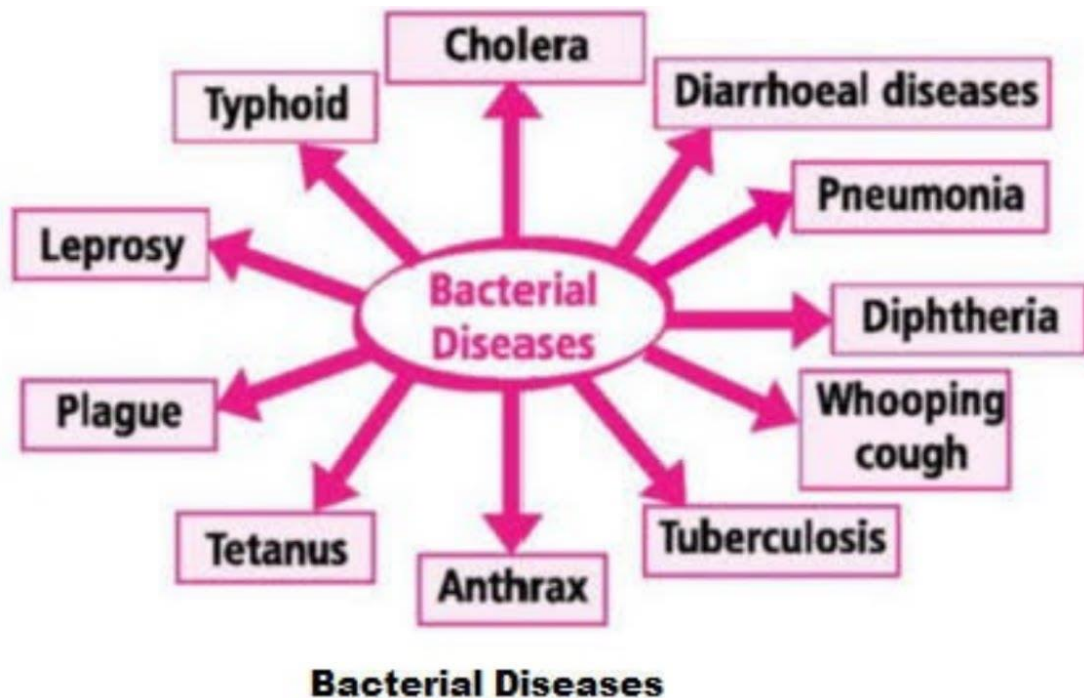 Cholera
Diarrhoeal diseases
Typhoid
Pneumonia
Leprosy
Bacterial
Diseases
Diphtheria
Plague
Whooping
cough
Tetanus
Anthrax
Tuberculosis
Bacterial Diseases